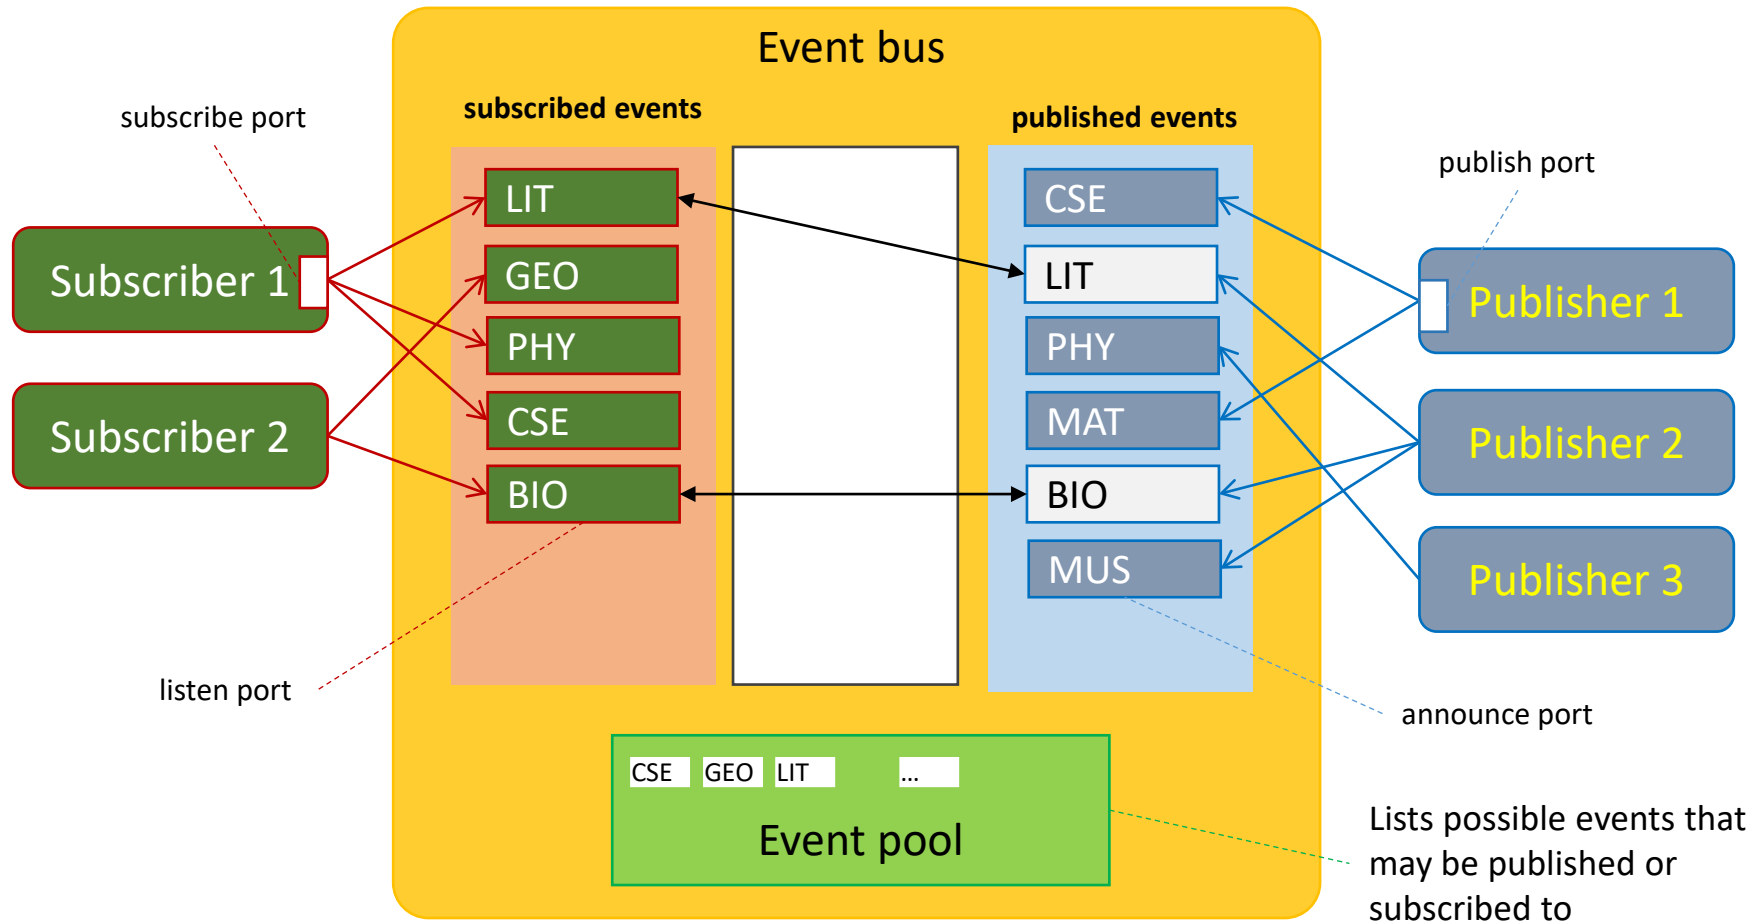 Event bus
subscribe port
subscribed events
published events
publish port
LIT
GEO
PHY
CSE
BIO
CSE
LIT
PHY
MAT
BIO
MUS
Subscriber 1
Subscriber 2
Publisher 1
Publisher 2
Publisher 3
listen port
announce port
CSE GEO LIT ...
Event pool
Lists possible events that
may be published or
subscribed to